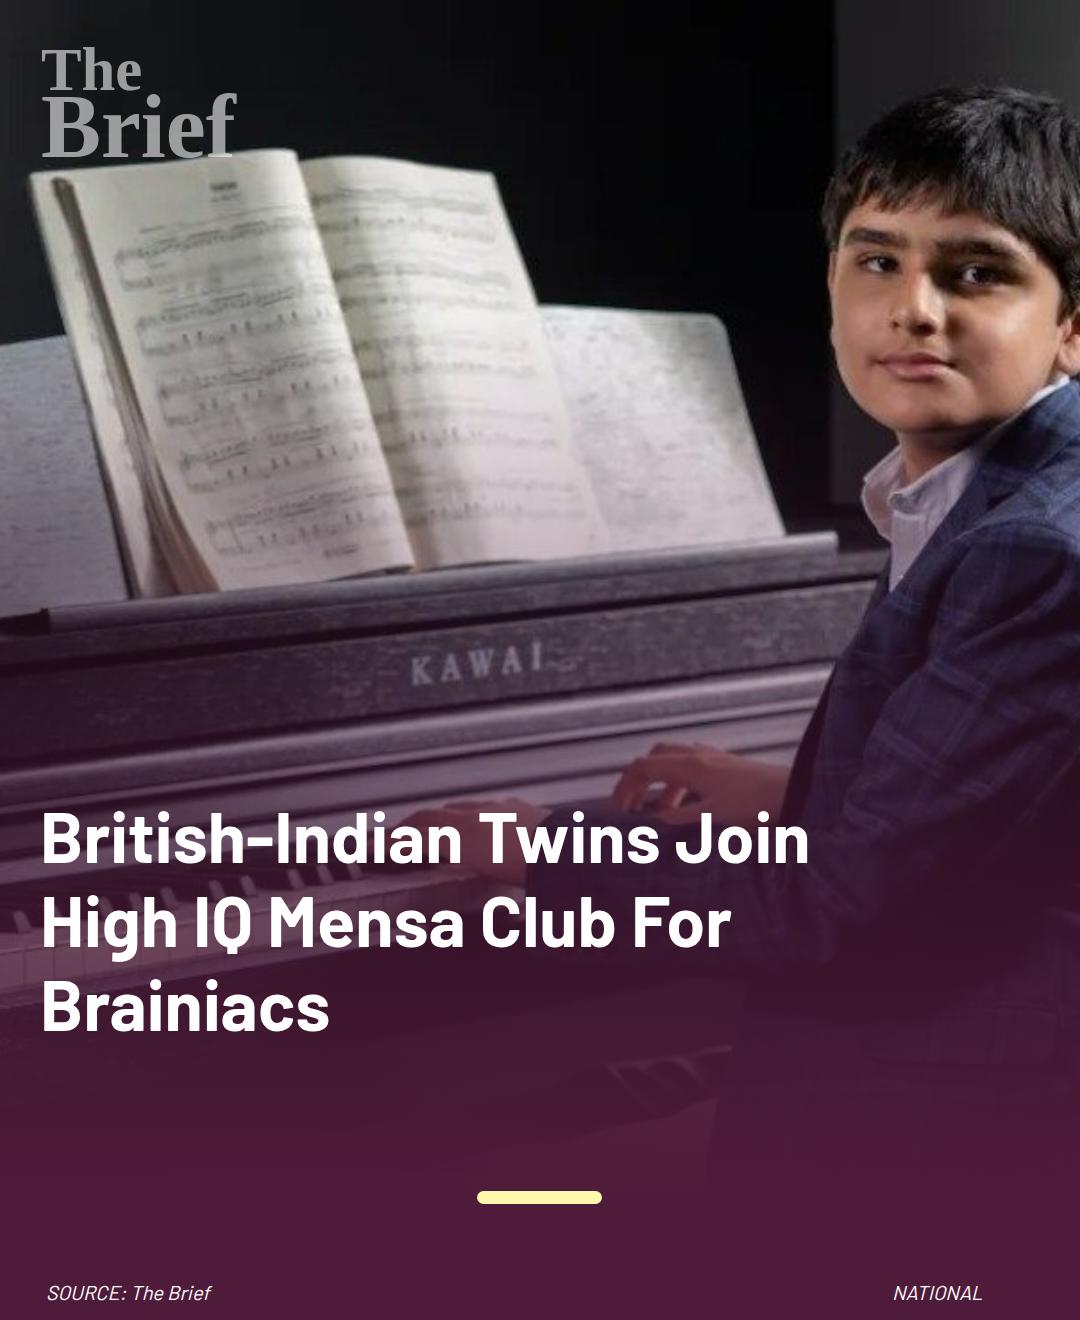 The
Brief
KAWAI
British-Indian Twins Join
High IQ Mensa Club For
Brainiacs
SOURCE: The Brief
NATIONAL